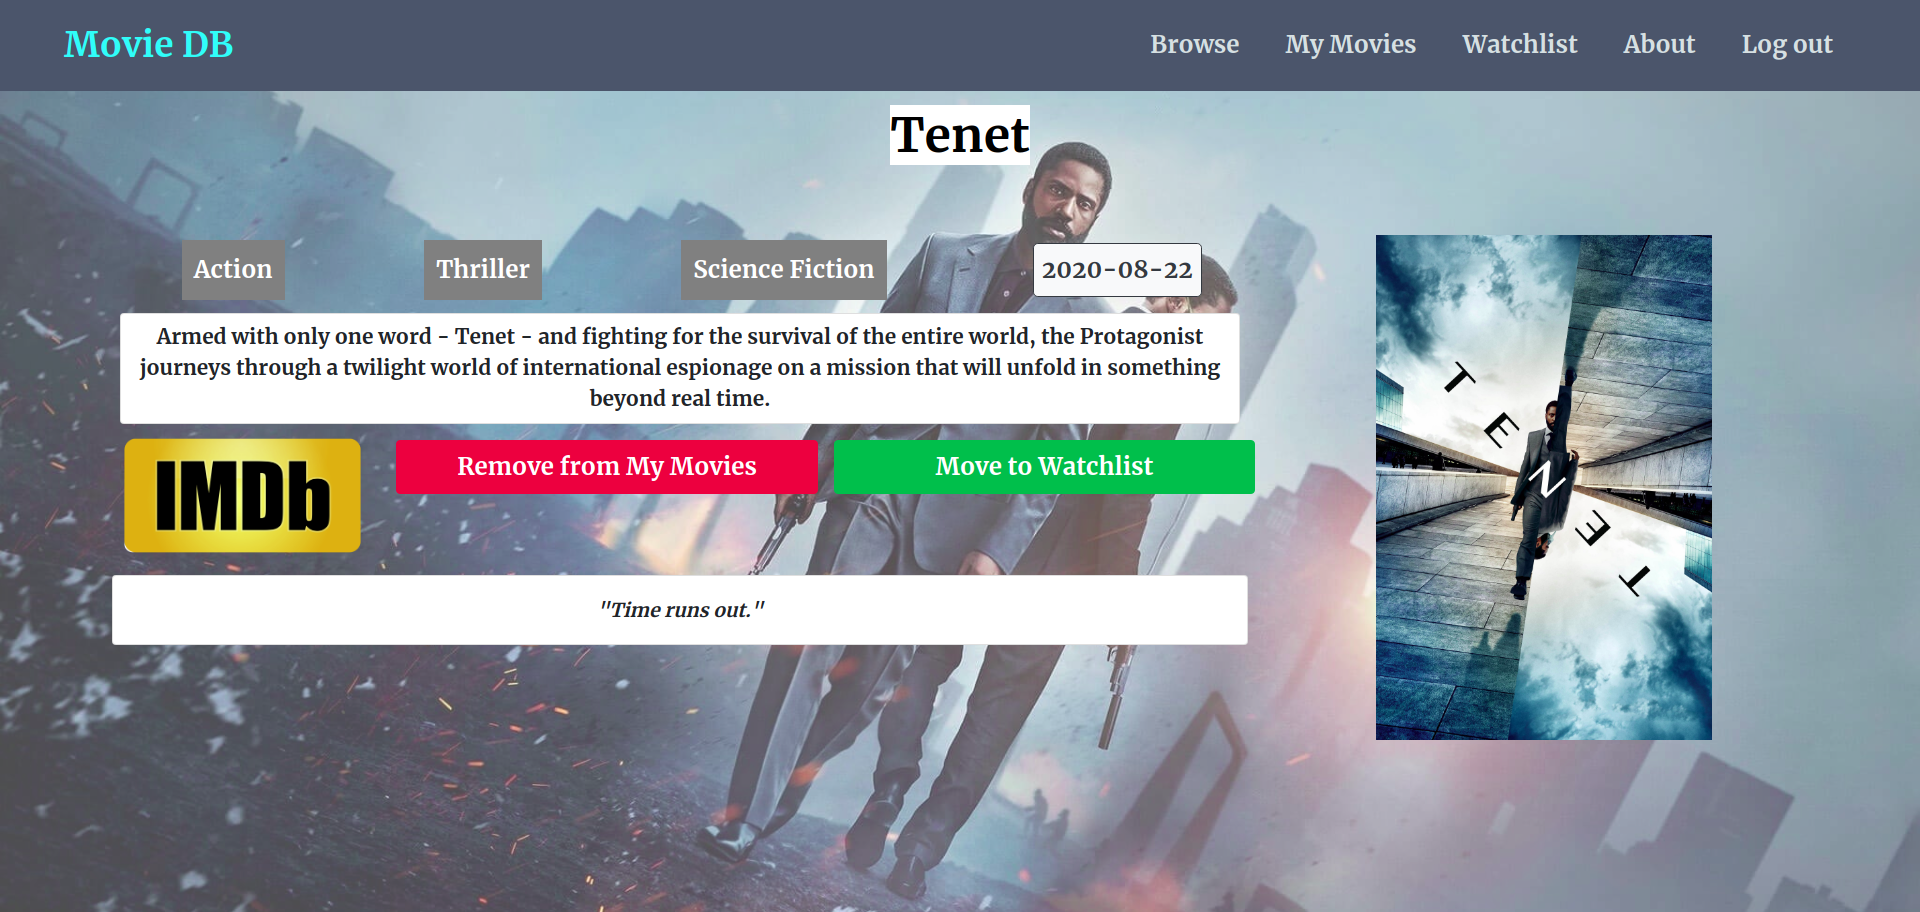 Movie DB
Browse
My Movies
Watchlist
About
Log out
Tenet
Action
Thriller
Science Fiction
2020-08-22
Armed with only one word - Tenet - and fighting for the survival of the entire world, the Protagonist
journeys through a twilight world of international espionage on a mission that will unfold in something
beyond real time.
IMDb
Remove from My Movies
Move to Watchlist
"Time runs out."
TENET